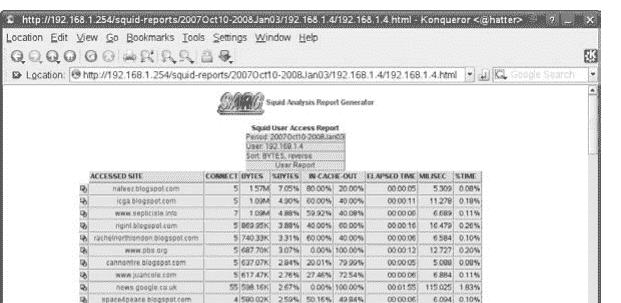 http://192.168.1.254/squid-reports/2007Oct10-2008Jan03/192.168.1.4/192.168.1.4.html - Konqueror <@hatter>
Location Edit View Go Bookmarks Tools Settings Window Help
Location: http://192.168.1.254/squid-reports/2007Oct10-2008Jan03/192.168.1.4/192.168.1.4.html Google Search
SARG Squid Analysis Report Generator
Squid User Access Report
Period: 2007Oct10-2008Jan03
User: 192.168.1.4
Sort: BYTES, reverse
User Report
ACCESSED SITE CONNECT BYTES %BYTES IN-CACHE-OUT ELAPSED TIME MILISEC %TIME
nafeez.blogspot.com 5 1.57M 7.05% 80.00% 20.00% 00:00:05 5.309 0.08%
icga.blogspot.com 5 1.09M 4.90% 60.00% 40.00% 00:00:11 11.278 0.18%
www.septicisle.info 7 1.09M 4.88% 59.92% 40.08% 00:00:06 6.689 0.11%
5 869.95K 3.88% 40.00% 60.00% 00:00:16 16.479 0.26%
rachelnorthlondon.blogspot.com 5 740.33K 3.31% 60.00% 40.00% 00:00:06 6.584 0.10%
www.pbs.org 5 687.70K 3.07% 0.00% 100.00% 00:00:12 12.727 0.20%
cannonfire.blogspot.com 5 637.07K 2.84% 20.01% 79.99% 00:00:05 5.089 0.08%
www.juancole.com 5 617.47K 2.76% 27.46% 72.54% 00:00:06 6.884 0.11%
news.google.co.uk 55 598.16K 2.67% 0.00% 100.00% 00:01:55 115.025 1.83%
space4peace.blogspot.com 4 580.02K 2.59% 50.16% 49.84% 00:00:06 6.094 0.10%